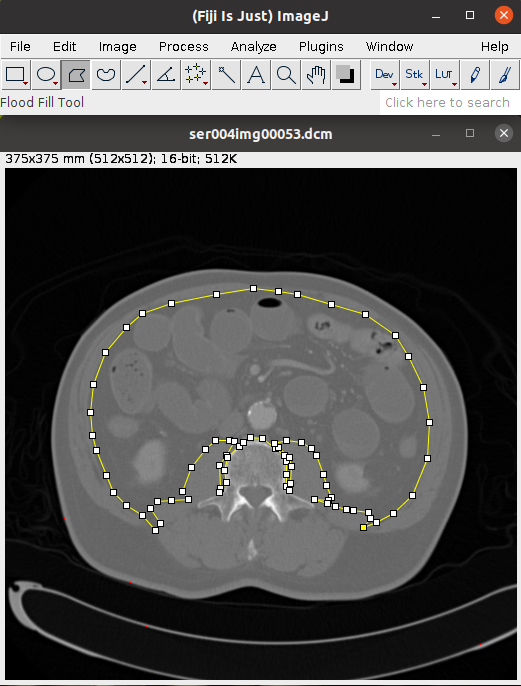 (Fiji Is Just) ImageJ
File Edit Image Process Analyze Plugins Window Help
A Dev Stk LUT
Flood Fill Tool Click here to search
ser004img00053.dcm
375x375 mm (512x512); 16-bit; 512K